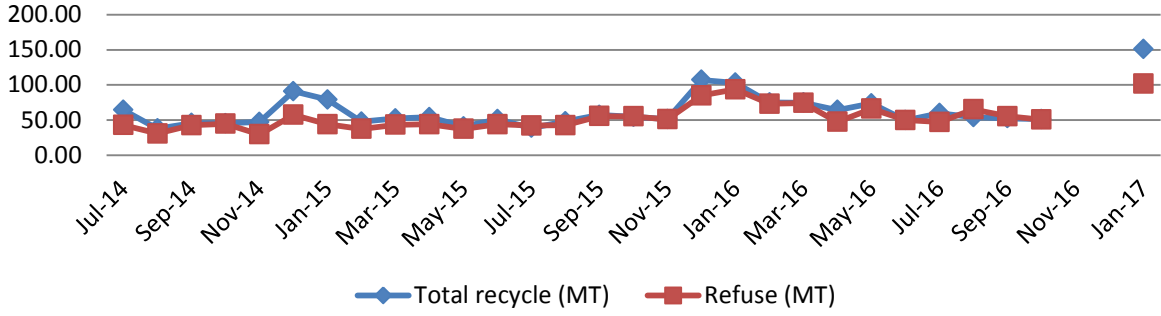 200.00
150.00
100.00
50.00
0.00
Jul-14 Sep-14 Nov-14 Jan-15 Mar-15 May-15 Jul-15 Sep-15 Nov-15 Jan-16 Mar-16 May-16 Jul-16 Sep-16 Nov-16 Jan-17
Total recycle (MT) Refuse (MT)